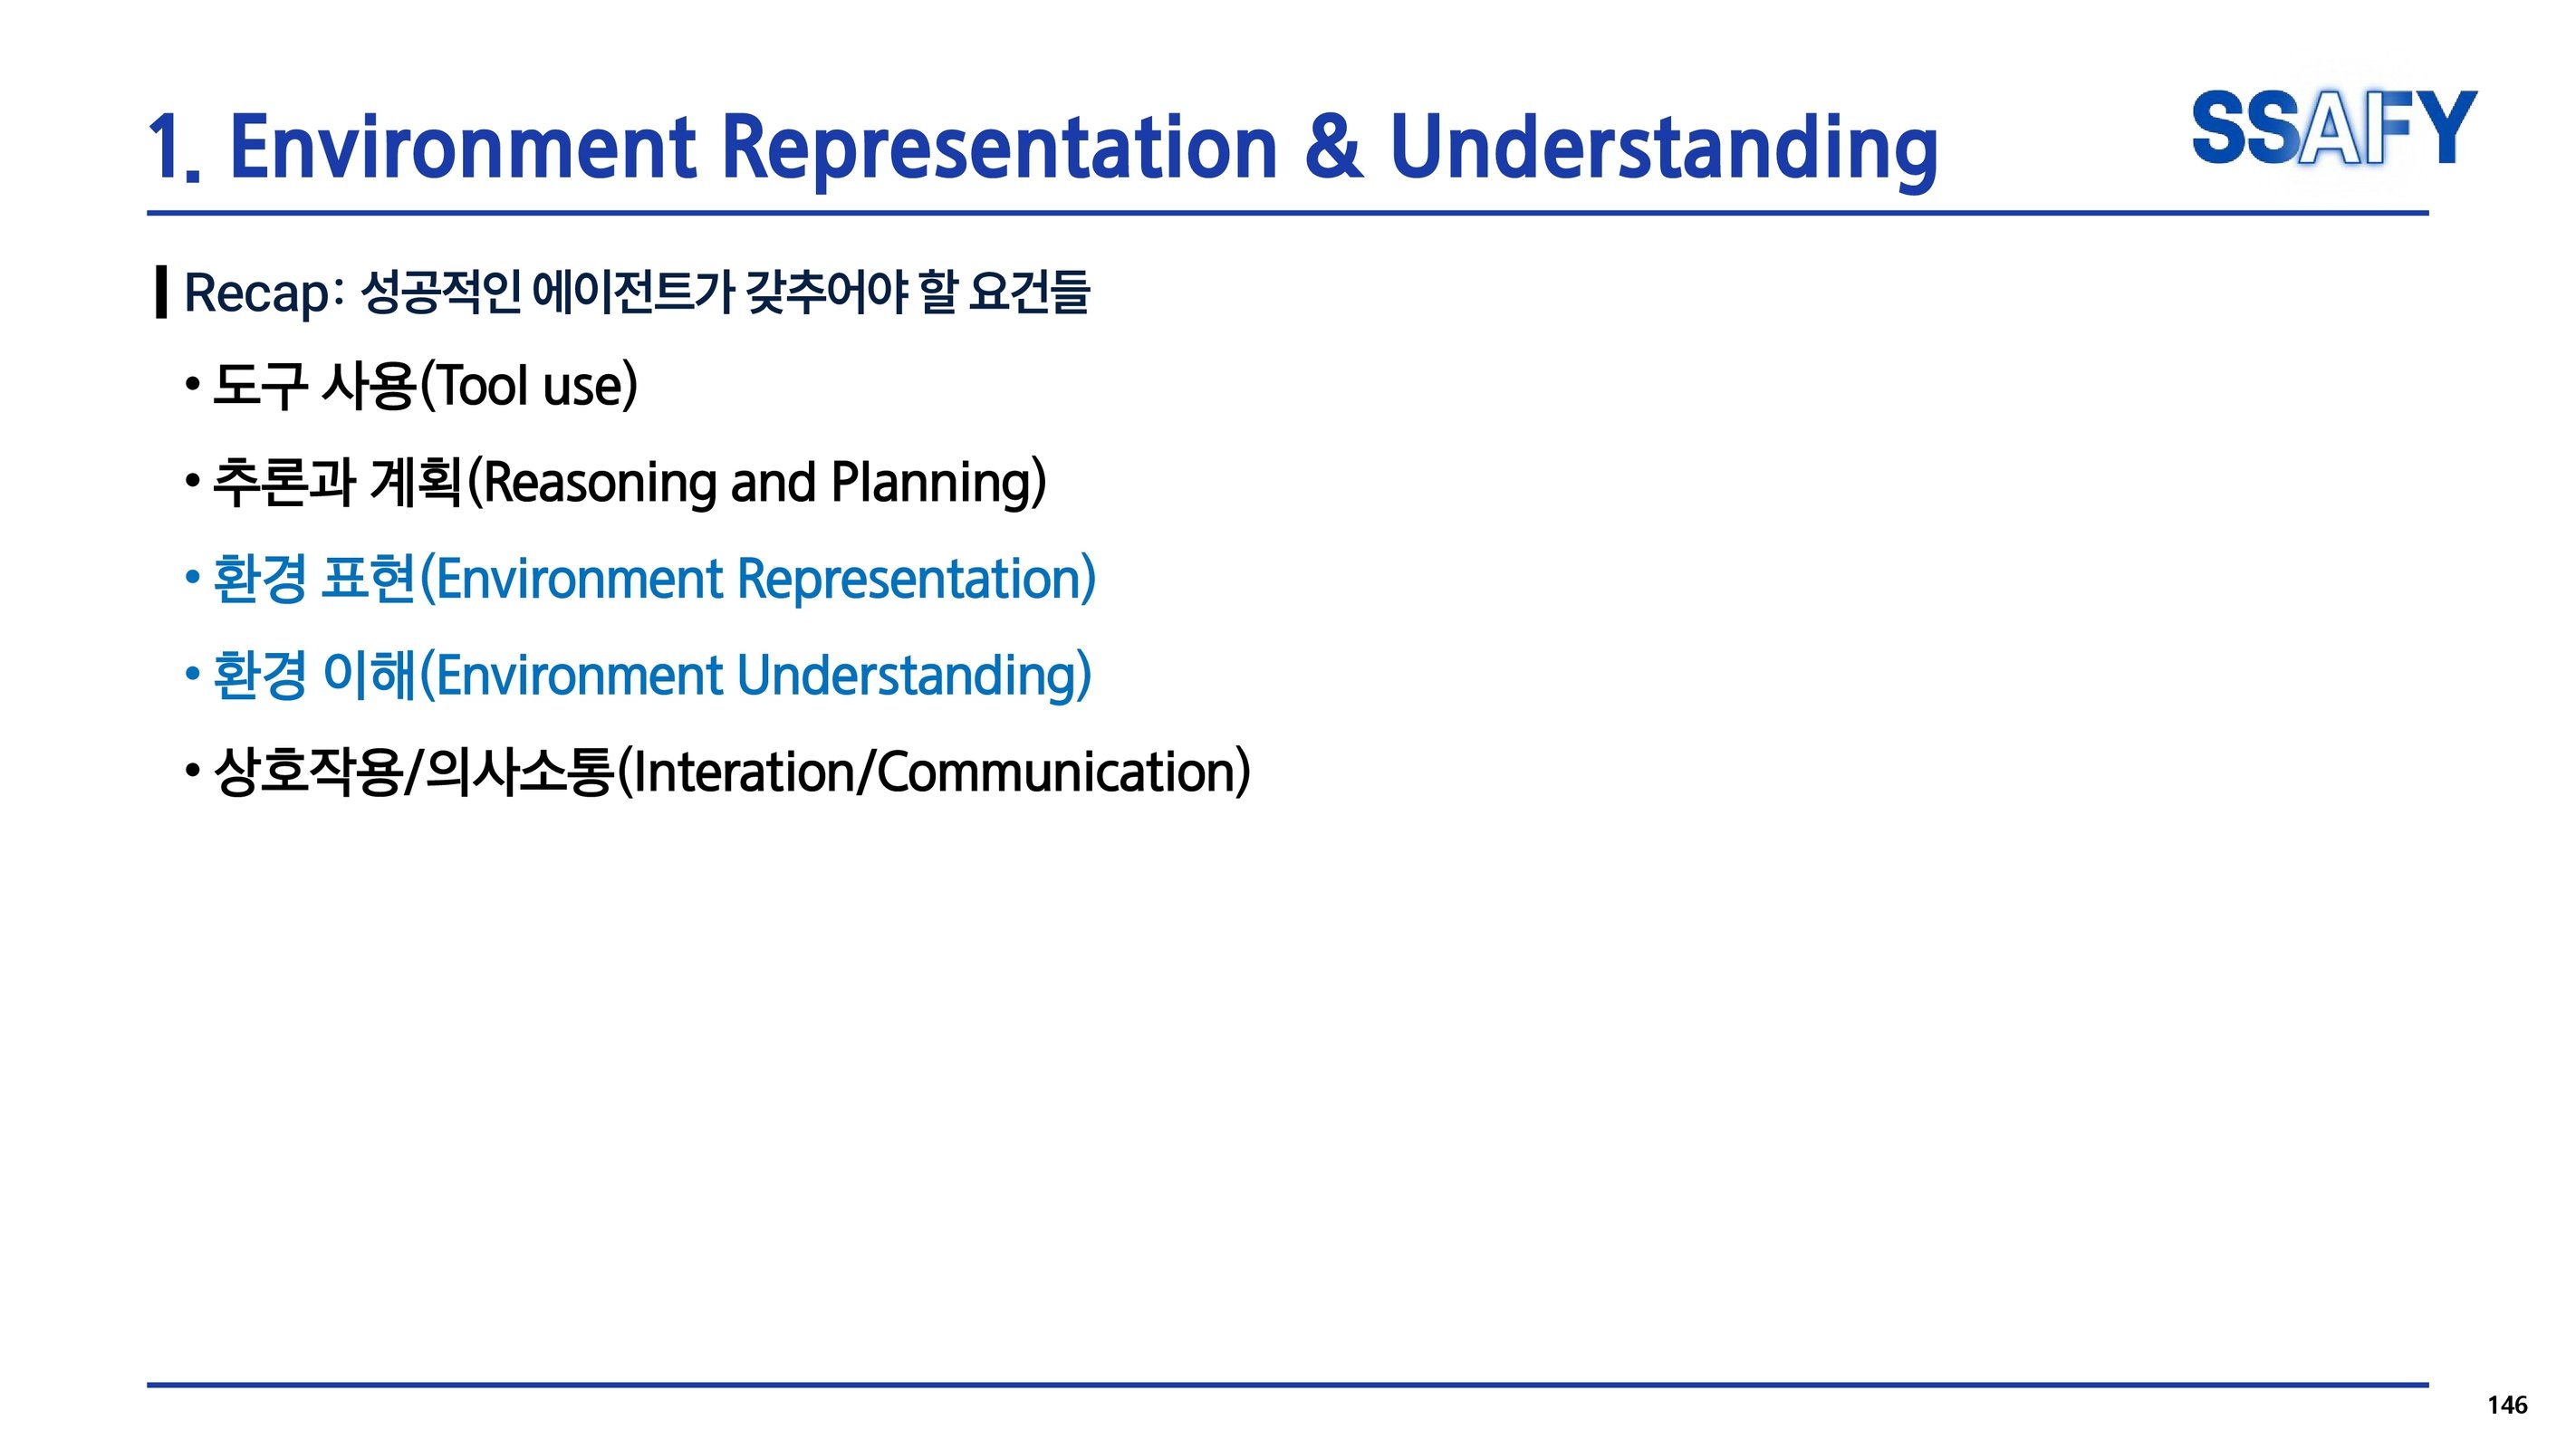 1. Environment Representation & Understanding
SSAFY
Recap: 성공적인 에이전트가 갖추어야 할 요건들
• 도구 사용(Tool use)
• 추론과 계획(Reasoning and Planning)
• 환경 표현(Environment Representation)
• 환경 이해(Environment Understanding)
• 상호작용/의사소통(Interation/Communication)
146